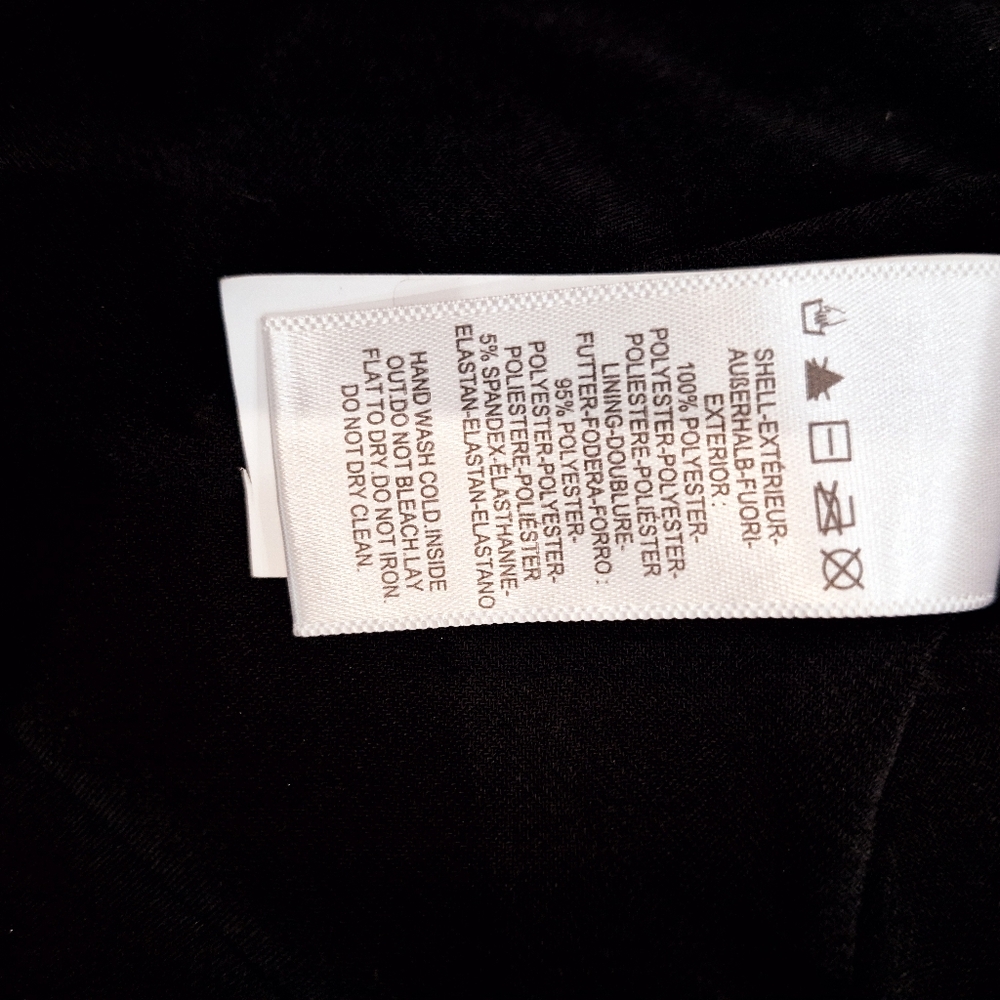 SHELL-EXTÉRIEUR-
AUßERHALB-FUORI-
EXTERIOR :
100% POLYESTER-
POLYESTER-POLYESTER-
POLIESTERE-POLIÉSTER
LINING-DOUBLURE-
FUTTER-FODERA-FORRO :
95% POLYESTER-
POLYESTER-POLYESTER-
POLIESTERE-POLIÉSTER
5% SPANDEX-ÉLASTHANNE-
ELASTAN-ELASTAN-ELASTANO
HAND WASH COLD.INSIDE
OUT.DO NOT BLEACH.LAY
FLAT TO DRY.DO NOT IRON.
DO NOT DRY CLEAN.